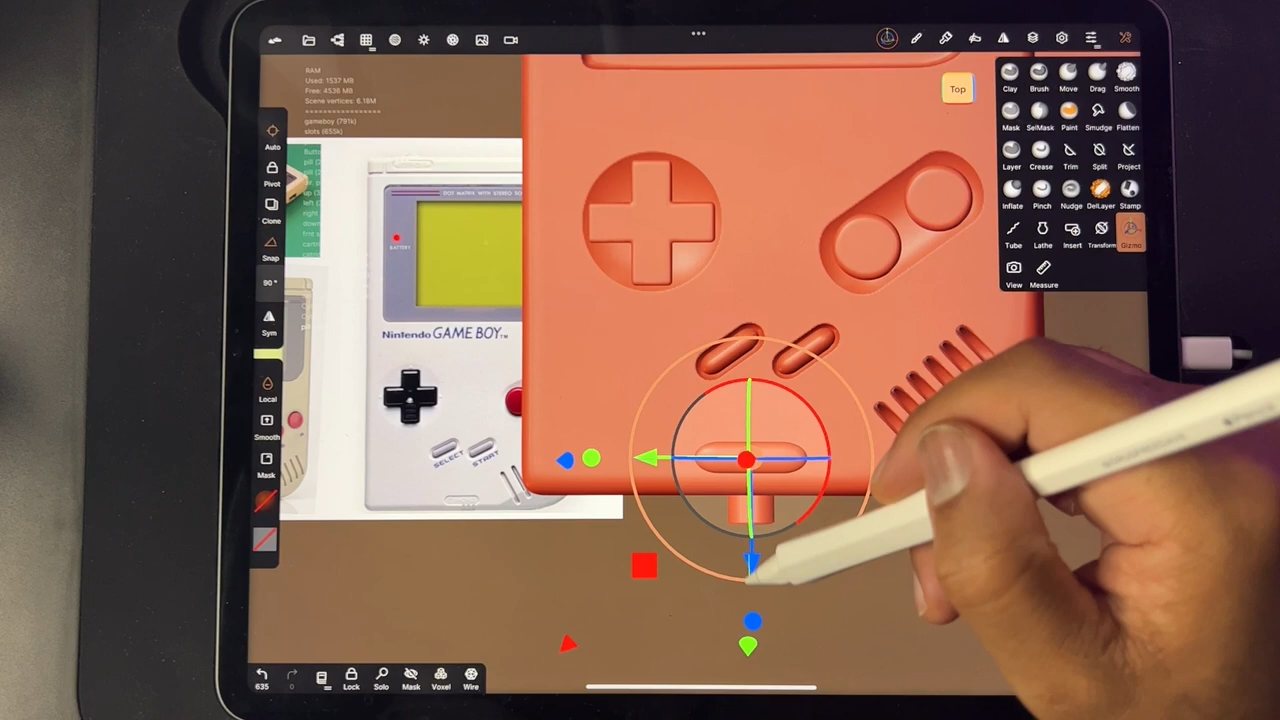 RAM
Used: 1537 MB
Free: 4536 MB
Scene vertices: 6.18M
gameboy (791k)
slots (655k)
Top
Clay Brush Move Drag Smooth
Mask SelMask Paint Smudge Flatten
Layer Crease Trim Split Project
Inflate Pinch Nudge DelLayer Stamp
Tube Lathe Insert Transform Gizmo
View Measure
Auto
Pivot
Clone
Snap
90 °
Sym
Local
Smooth
Mask
DOT MATRIX WITH STEREO
BATTERY
Nintendo GAME BOY™
SELECT START
635 0 Lock Solo Mask Voxel Wire